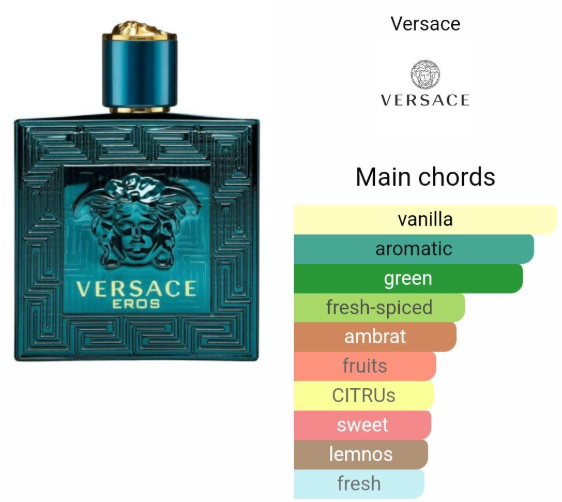 Versace
VERSACE
Main chords
vanilla
aromatic
green
fresh-spiced
ambrat
fruits
CITRUs
sweet
lemnos
fresh
VERSACE
EROS